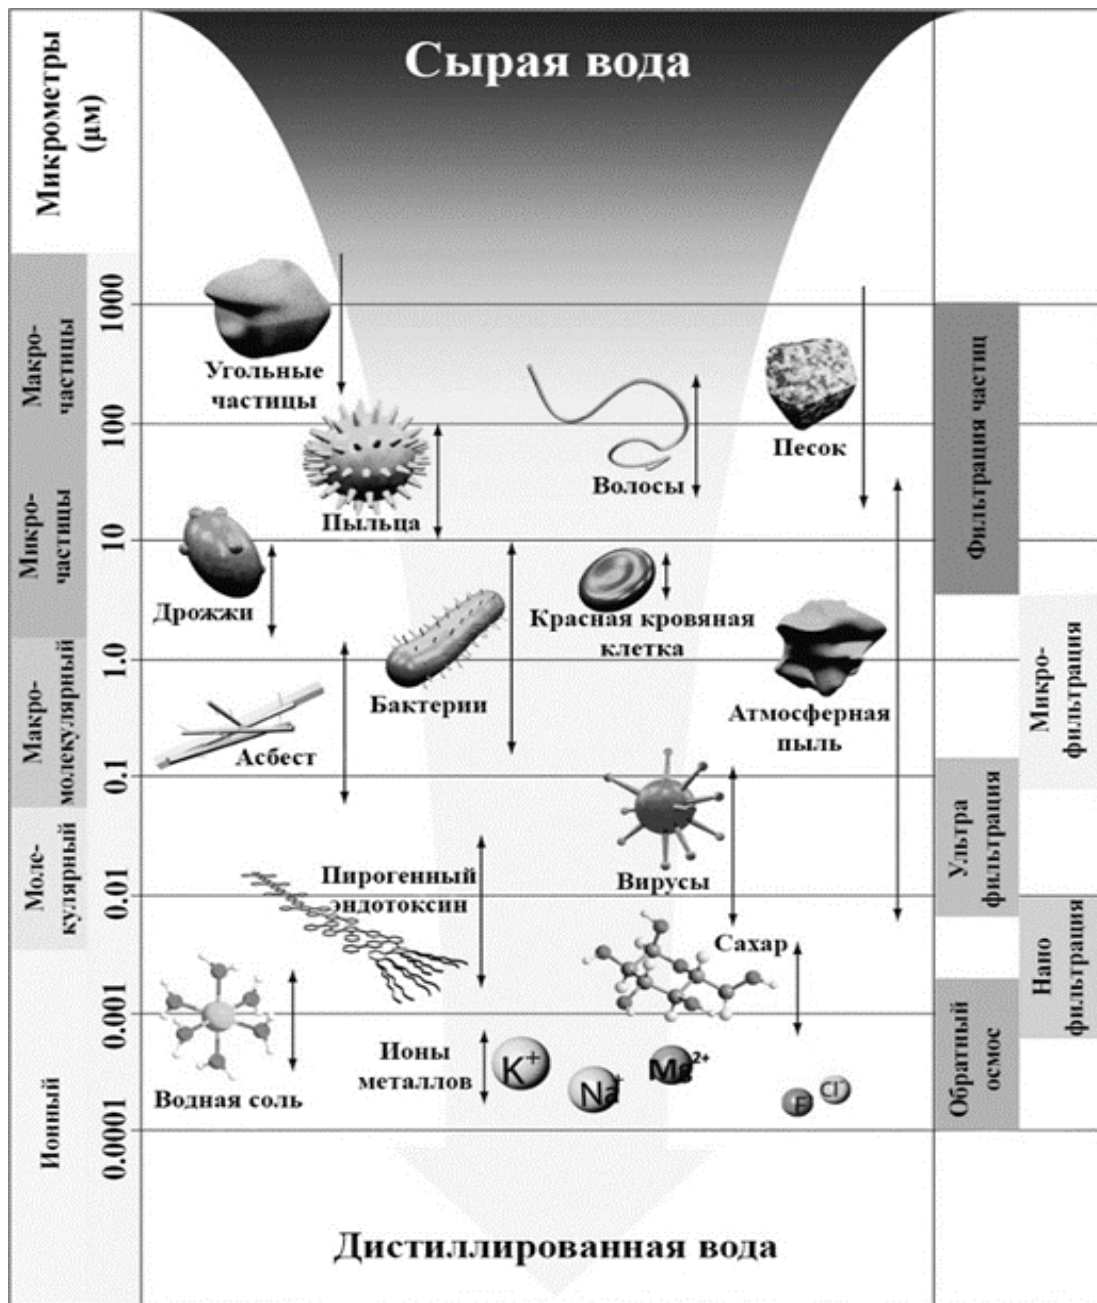 Сырая вода
Микрометры
(μм)
Макро-
частицы
Микро-
частицы
Макро-
молекулярный
Моле-
кулярный
Ионный
1000
100
10
1.0
0.1
0.01
0.001
0.0001
Угольные
частицы
Пыльца
Волосы
Песок
Дрожжи
Бактерии
Красная кровяная
клетка
Атмосферная
пыль
Асбест
Вирусы
Пирогенный
эндотоксин
Сахар
Водная соль
Ионы
металлов
K+
Na+
Mg2+
F-
Cl-
Фильтрация частиц
Микро-
фильтрация
Ультра
фильтрация
Нано
фильтрация
Обратный
осмос
Дистиллированная вода